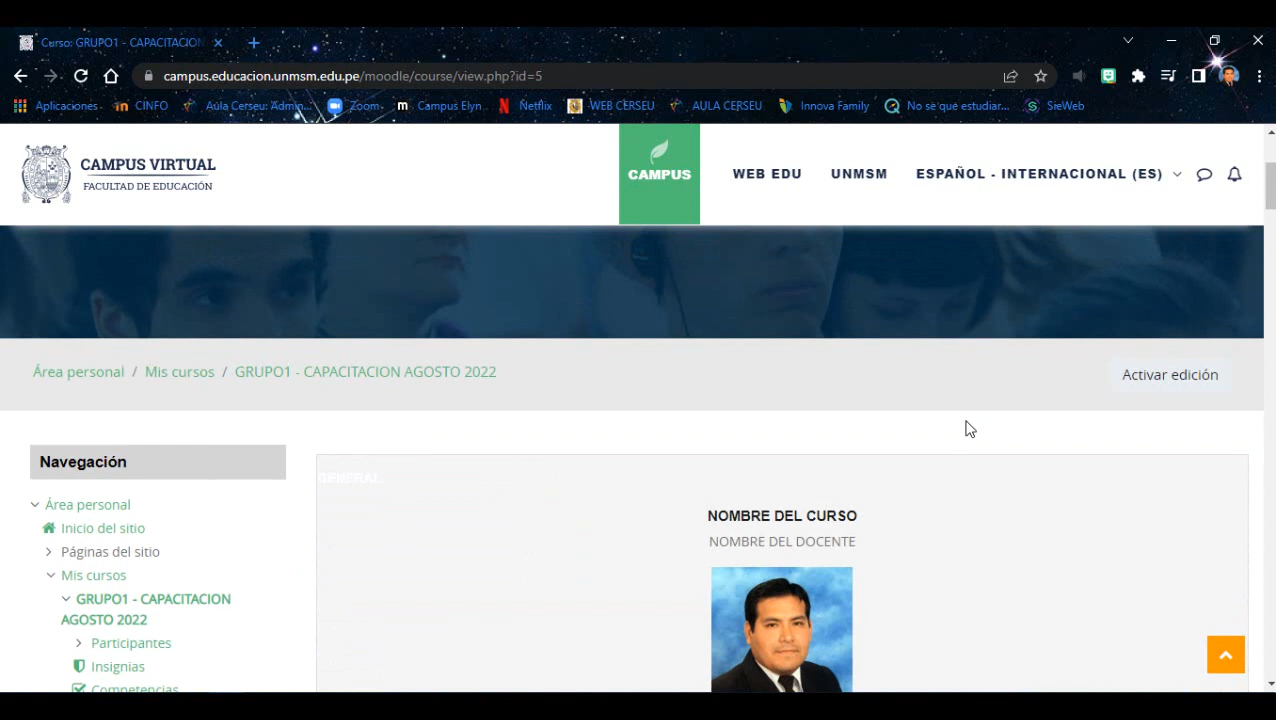 Curso: GRUPO1 - CAPACITACION
campus.educacion.unmsm.edu.pe/moodle/course/view.php?id=5
Aplicaciones CINFO Aula Cerseu: Admin... Zoom Campus Elyn Netflix WEB CERSEU AULA CERSEU Innova Family No se qué estudiar... SieWeb
CAMPUS VIRTUAL
FACULTAD DE EDUCACIÓN
CAMPUS WEB EDU UNMSM ESPAÑOL - INTERNACIONAL (ES)
Área personal / Mis cursos / GRUPO1 - CAPACITACION AGOSTO 2022
Activar edición
Navegación
Área personal
Inicio del sitio
Páginas del sitio
Mis cursos
GRUPO1 - CAPACITACION
AGOSTO 2022
Participantes
Insignias
Competencias
GENERAL
NOMBRE DEL CURSO
NOMBRE DEL DOCENTE